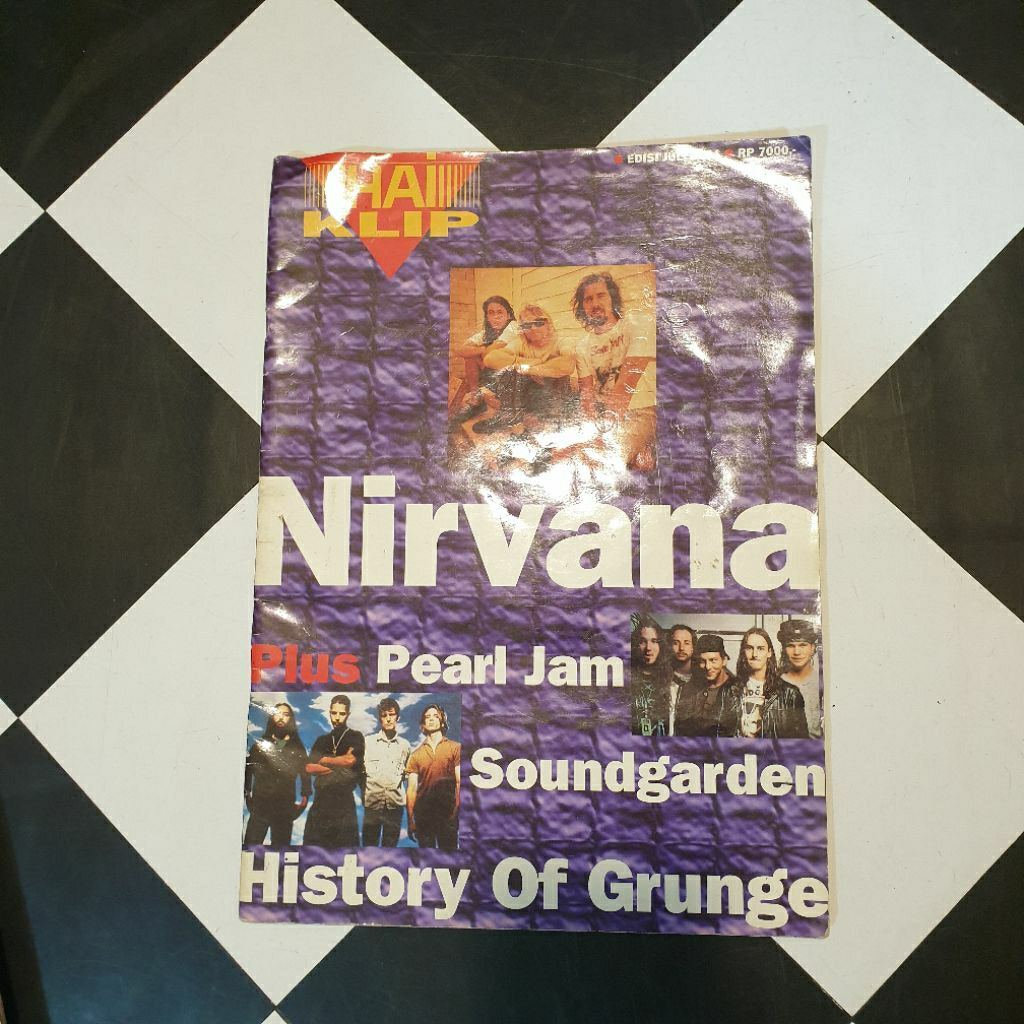 HAI
KLIP
EDISI
RP 7000,-
Nirvana
Plus Pearl Jam
Soundgarden
History Of Grunge